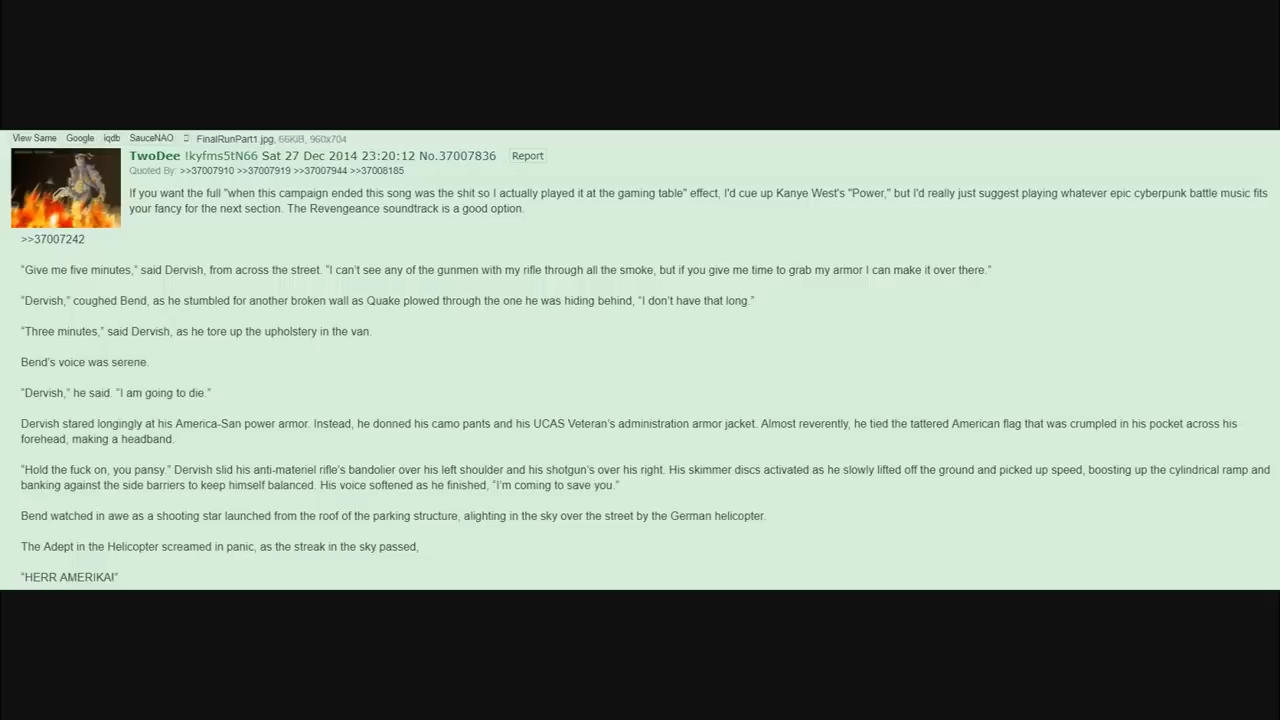 View Same Google iqdb SauceNAO FinalRunPart1.jpg, 66KiB, 960x704
TwoDee !kyfms5tN66 Sat 27 Dec 2014 23:20:12 No.37007836 Report
Quoted By: >>37007910 >>37007919 >>37007944 >>37008185
If you want the full "when this campaign ended this song was the shit so I actually played it at the gaming table" effect, I'd cue up Kanye West's "Power," but I'd really just suggest playing whatever epic cyberpunk battle music fits
your fancy for the next section. The Revengeance soundtrack is a good option.
>>37007242
“Give me five minutes,” said Dervish, from across the street. “I can’t see any of the gunmen with my rifle through all the smoke, but if you give me time to grab my armor I can make it over there.”
“Dervish,” coughed Bend, as he stumbled for another broken wall as Quake plowed through the one he was hiding behind, “I don’t have that long.”
“Three minutes,” said Dervish, as he tore up the upholstery in the van.
Bend’s voice was serene.
“Dervish,” he said. “I am going to die.”
Dervish stared longingly at his America-San power armor. Instead, he donned his camo pants and his UCAS Veteran’s administration armor jacket. Almost reverently, he tied the tattered American flag that was crumpled in his pocket across his
forehead, making a headband.
“Hold the fuck on, you pansy.” Dervish slid his anti-materiel rifle’s bandolier over his left shoulder and his shotgun’s over his right. His skimmer discs activated as he slowly lifted off the ground and picked up speed, boosting up the cylindrical ramp and
banking against the side barriers to keep himself balanced. His voice softened as he finished, “I’m coming to save you.”
Bend watched in awe as a shooting star launched from the roof of the parking structure, alighting in the sky over the street by the German helicopter.
The Adept in the Helicopter screamed in panic, as the streak in the sky passed,
“HERR AMERIKA!”